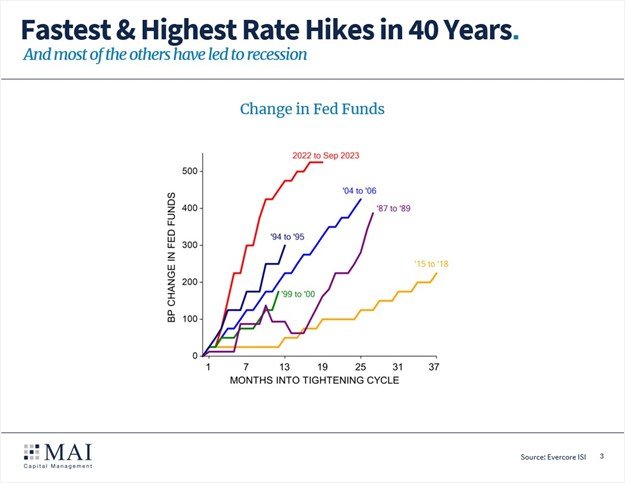 Fastest & Highest Rate Hikes in 40 Years.
And most of the others have led to recession
Change in Fed Funds
2022 to Sep 2023
'04 to '06
'87 to '89
'94 to '95
'15 to '18
'99 to '00
BP CHANGE IN FED FUNDS
500
400
300
200
100
0
1 7 13 19 25 31 37
MONTHS INTO TIGHTENING CYCLE
MAI
Capital Management
Source: Evercore ISI 3